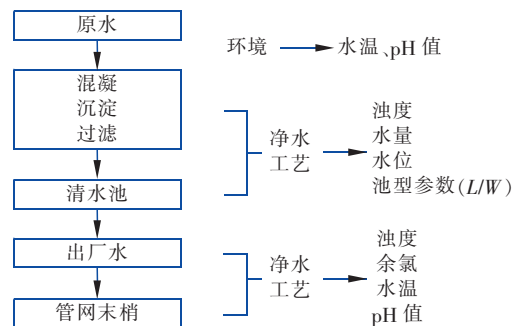 原水
环境
水温、pH 值
混凝
沉淀
过滤
净水
工艺
浊度
水量
水位
池型参数(L/W)
清水池
出厂水
净水
工艺
浊度
余氯
水温
pH 值
管网末梢